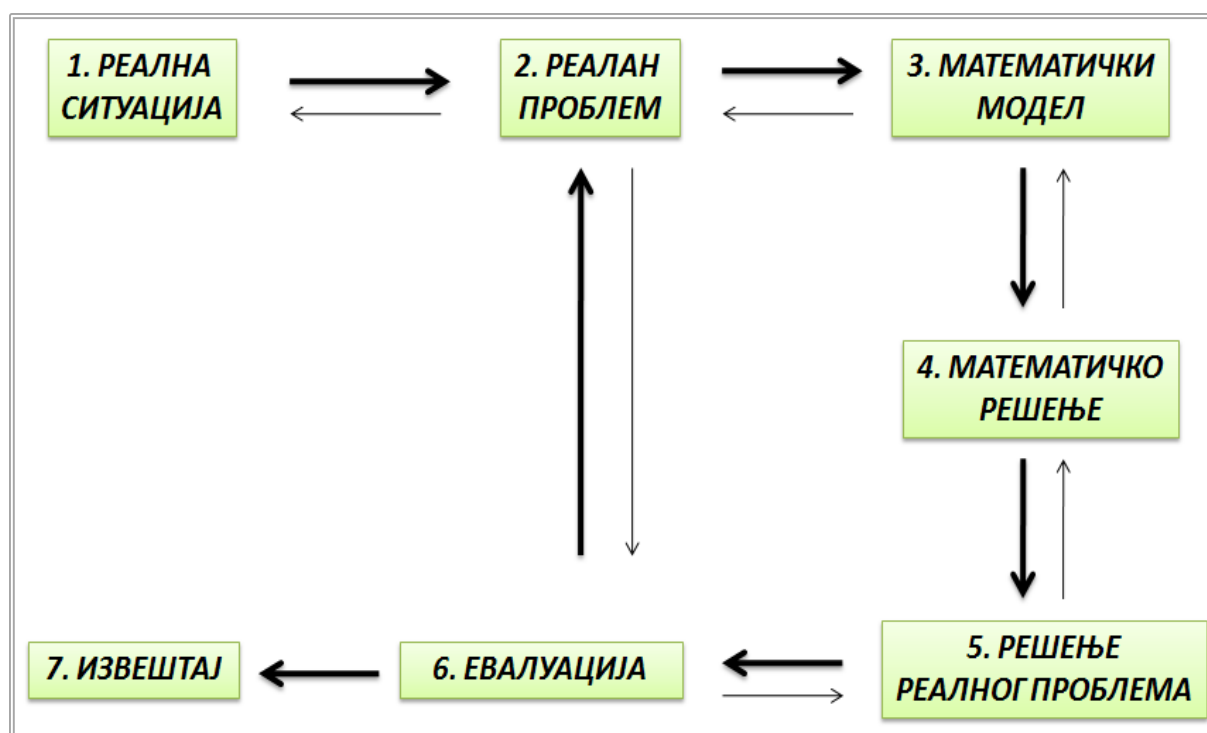 1. РЕАЛНА
СИТУАЦИЈА
2. РЕАЛАН
ПРОБЛЕМ
3. МАТЕМАТИЧКИ
МОДЕЛ
4. МАТЕМАТИЧКО
РЕШЕЊЕ
5. РЕШЕЊЕ
РЕАЛНОГ ПРОБЛЕМА
6. ЕВАЛУАЦИЈА
7. ИЗВЕШТАЈ